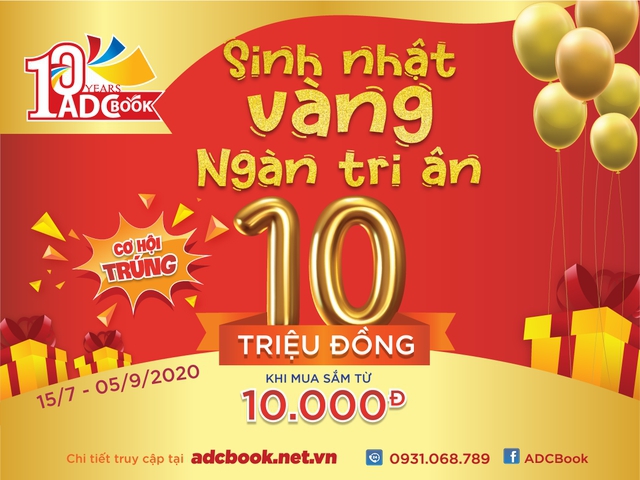 10 YEARS
ADCBOOK
Sinh nhật
vàng
Ngàn tri ân
CƠ HỘI
TRÚNG
10
TRIỆU ĐỒNG
KHI MUA SẮM TỪ
10.000Đ
15/7 - 05/9/2020
Chi tiết truy cập tại adcbook.net.vn 0931.068.789 f ADCBook